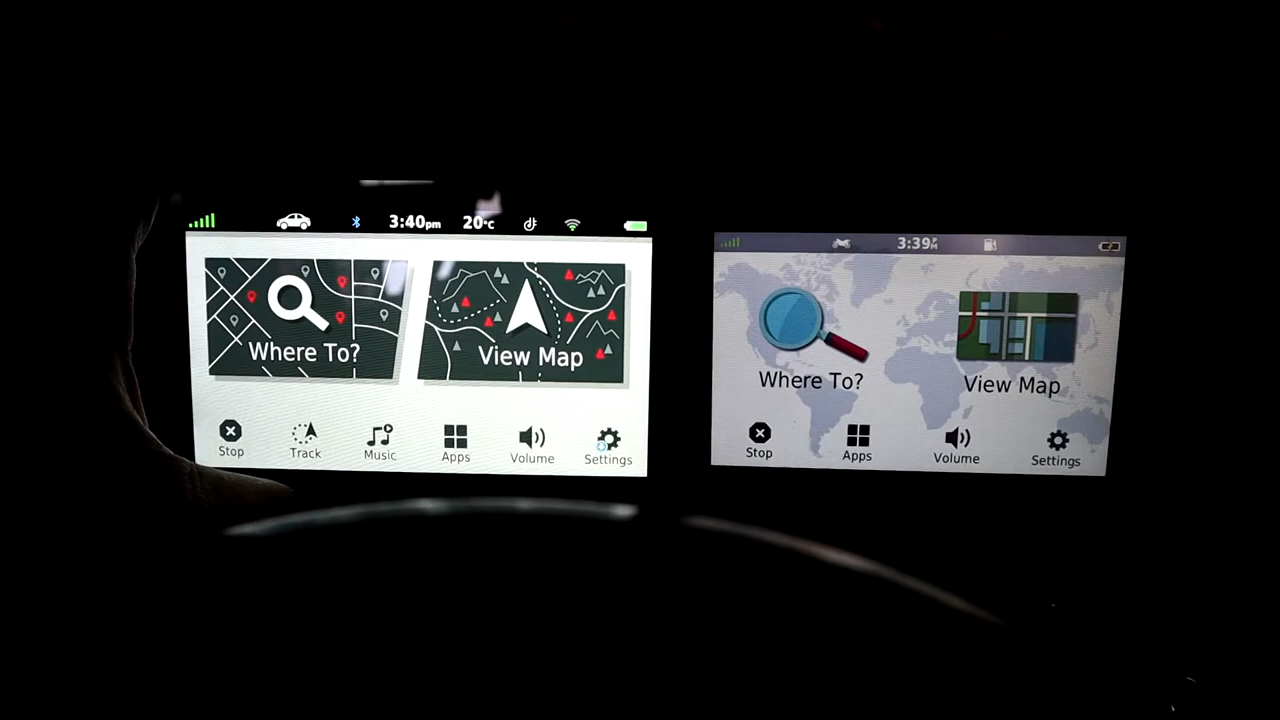 3:40pm 20°C
Where To?
View Map
Stop
Track
Music
Apps
Volume
Settings
3:39PM
Where To?
View Map
Stop
Apps
Volume
Settings